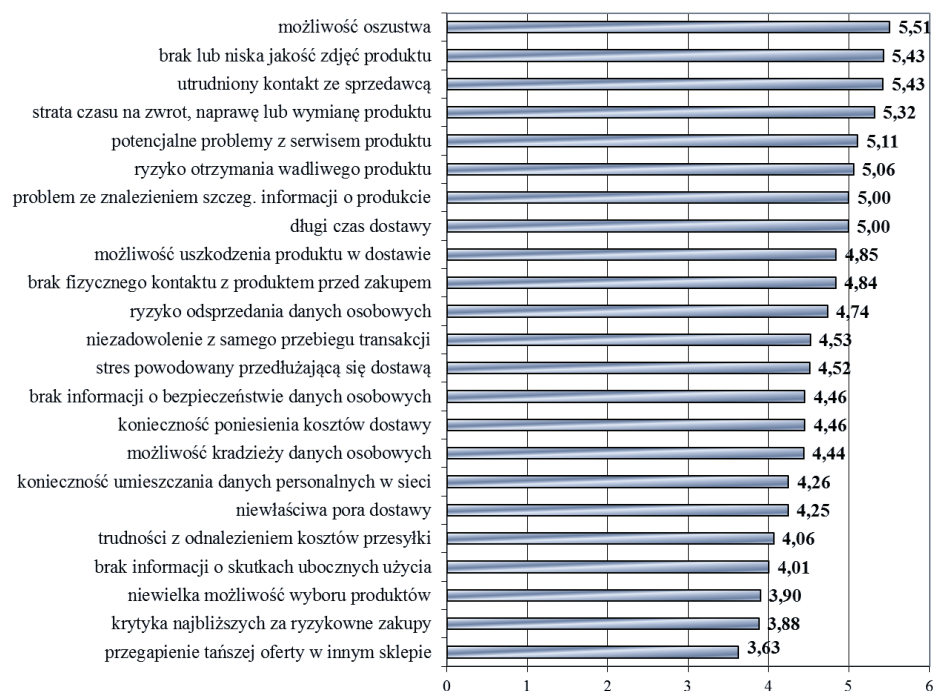 możliwość oszustwa 5,51
brak lub niska jakość zdjęć produktu 5,43
utrudniony kontakt ze sprzedawcą 5,43
strata czasu na zwrot, naprawę lub wymianę produktu 5,32
potencjalne problemy z serwisem produktu 5,11
ryzyko otrzymania wadliwego produktu 5,06
problem ze znalezieniem szczeg. informacji o produkcie 5,00
długi czas dostawy 5,00
możliwość uszkodzenia produktu w dostawie 4,85
brak fizycznego kontaktu z produktem przed zakupem 4,84
ryzyko odsprzedania danych osobowych 4,74
niezadowolenie z samego przebiegu transakcji 4,53
stres powodowany przedłużającą się dostawą 4,52
brak informacji o bezpieczeństwie danych osobowych 4,46
konieczność poniesienia kosztów dostawy 4,46
możliwość kradzieży danych osobowych 4,44
konieczność umieszczania danych personalnych w sieci 4,26
niewłaściwa pora dostawy 4,25
trudności z odnalezieniem kosztów przesyłki 4,06
brak informacji o skutkach ubocznych użycia 4,01
niewielka możliwość wyboru produktów 3,90
krytyka najbliższych za ryzykowne zakupy 3,88
przegapienie tańszej oferty w innym sklepie 3,63
0 1 2 3 4 5 6